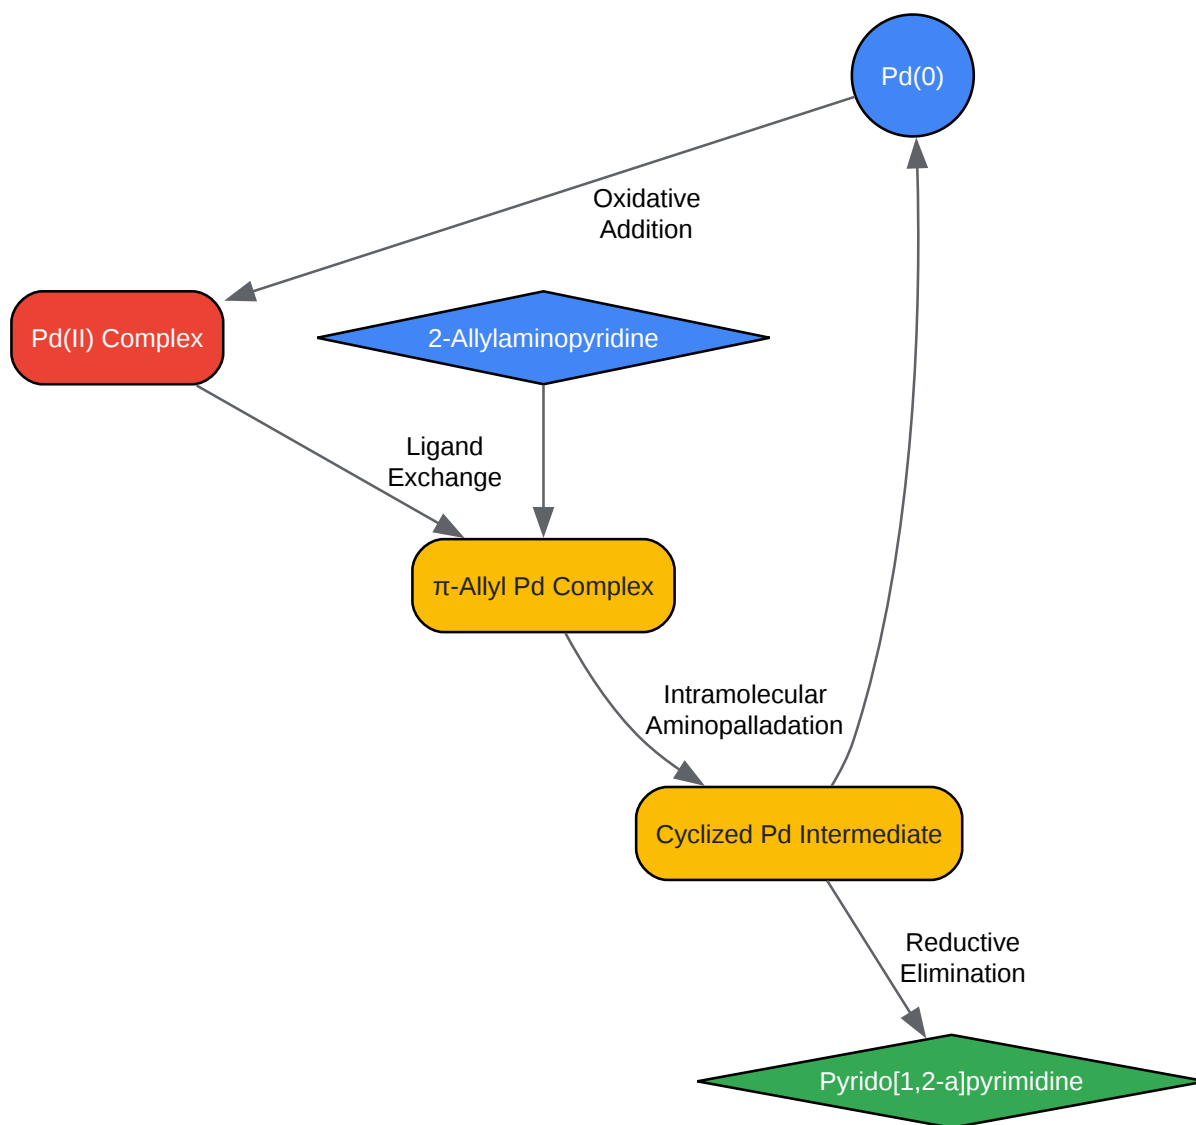 Pd(0)
Oxidative
Addition
Pd(II) Complex
2-Allylaminopyridine
Ligand
Exchange
π-Allyl Pd Complex
Intramolecular
Aminopalladation
Cyclized Pd Intermediate
Reductive
Elimination
Pyrido[1,2-a]pyrimidine